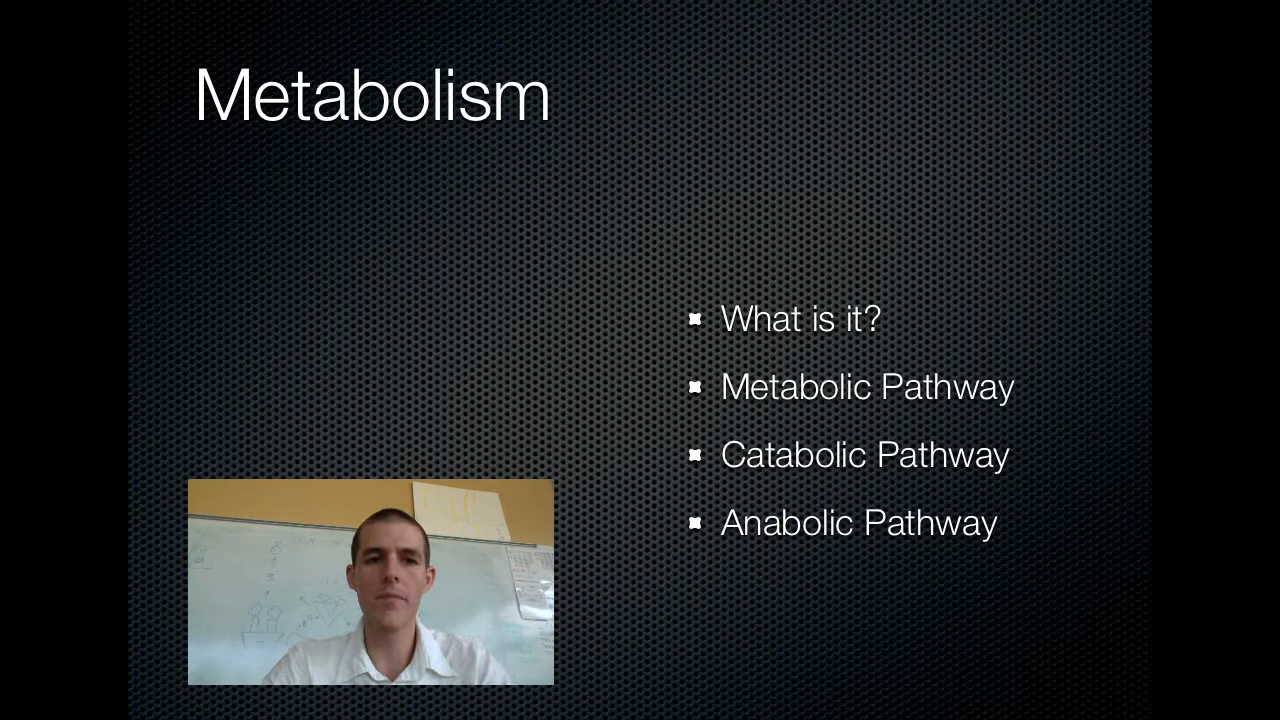 Metabolism
What is it?
Metabolic Pathway
Catabolic Pathway
Anabolic Pathway